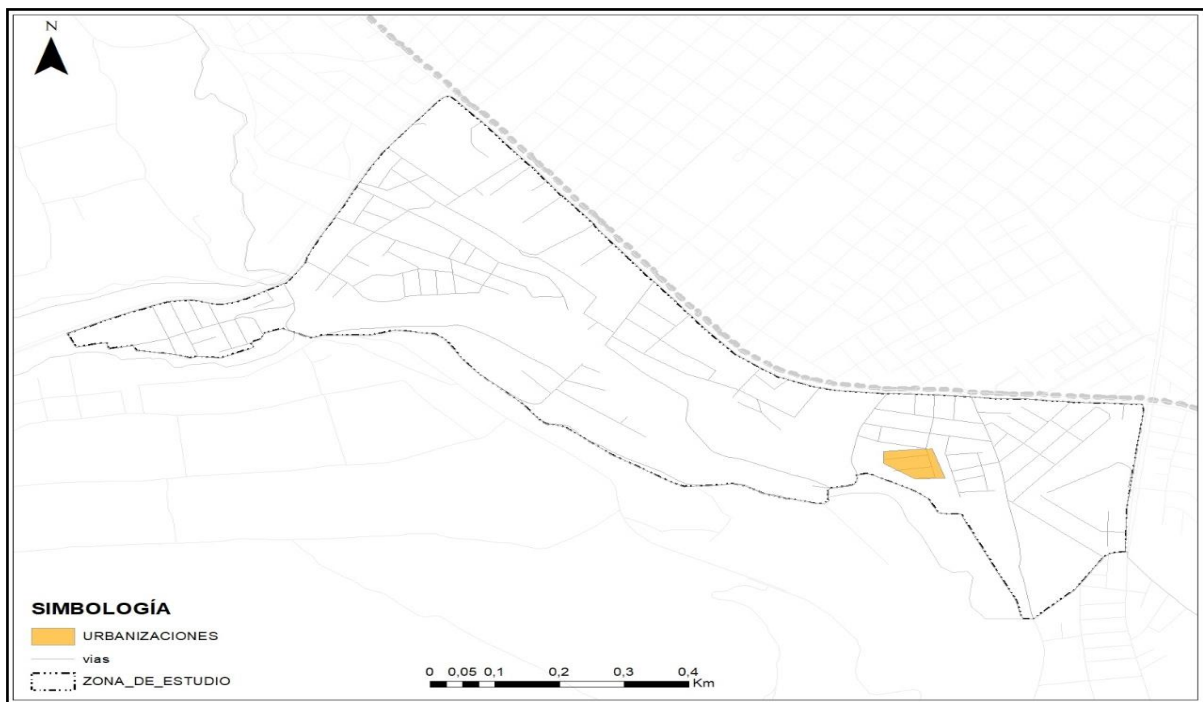 N
SIMBOLOGÍA
URBANIZACIONES
vias
ZONA_DE_ESTUDIO
0 0,05 0,1 0,2 0,3 0,4
Km